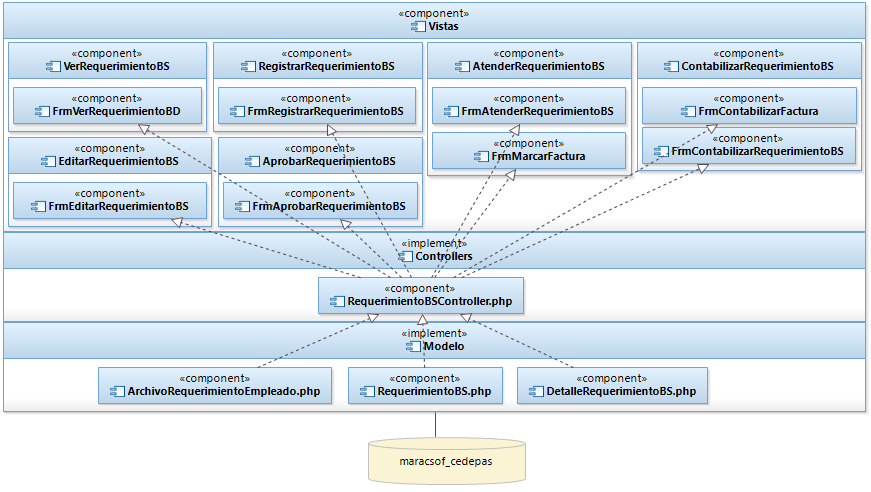 «component»
Vistas
«component»
VerRequerimientoBS
«component»
FrmVerRequerimientoBD
«component»
RegistrarRequerimientoBS
«component»
FrmRegistrarRequerimientoBS
«component»
AtenderRequerimientoBS
«component»
FrmAtenderRequerimientoBS
«component»
FrmMarcarFactura
«component»
ContabilizarRequerimientoBS
«component»
FrmContabilizarFactura
«component»
FrmContabilizarRequerimientoBS
«component»
EditarRequerimientoBS
«component»
FrmEditarRequerimientoBS
«component»
AprobarRequerimientoBS
«component»
FrmAprobarRequerimientoBS
«implement»
Controllers
«component»
RequerimientoBSController.php
«implement»
Modelo
«component»
ArchivoRequerimientoEmpleado.php
«component»
RequerimientoBS.php
«component»
DetalleRequerimientoBS.php
maracsof_cedepas